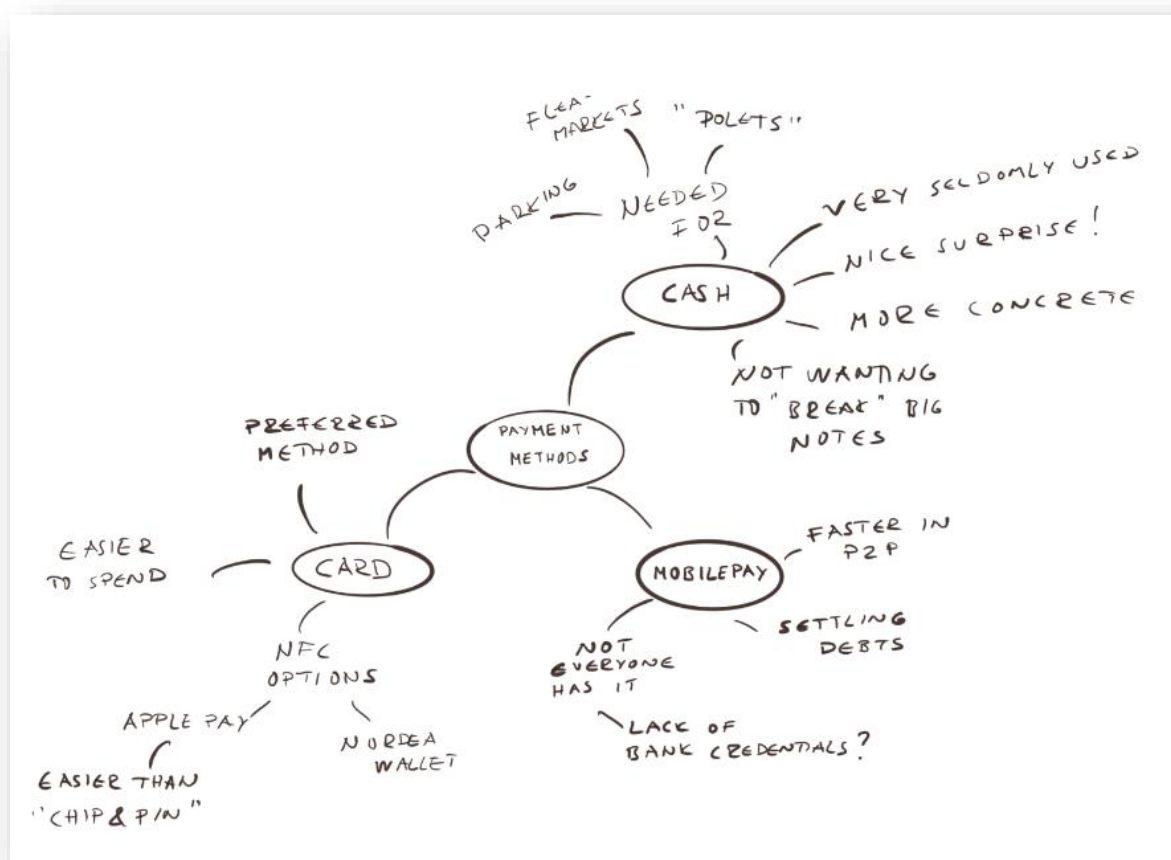 FLEA-
MARKETS
"POLETS"
PARKING
NEEDED
FOR
VERY SELDOMLY USED
NICE SURPRISE!
CASH
MORE CONCRETE
NOT WANTING
TO "BREAK" BIG
NOTES
PAYMENT
METHODS
PREFERRED
METHOD
EASIER
TO SPEND
CARD
NFC
OPTIONS
APPLE PAY
EASIER THAN
"CHIP & PIN"
NORDEA
WALLET
MOBILEPAY
FASTER IN
P2P
SETTLING
DEBTS
NOT
EVERYONE
HAS IT
LACK OF
BANK CREDENTIALS?